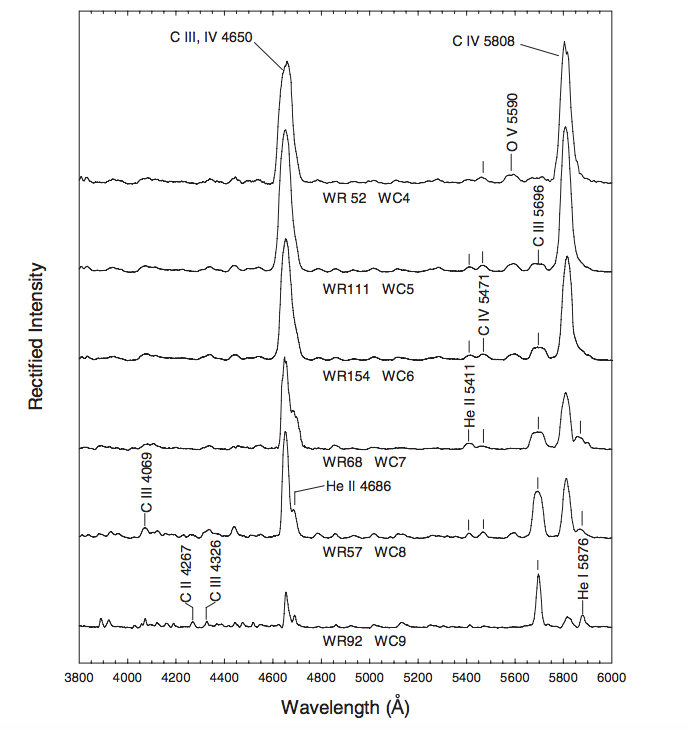 C III, IV 4650
C IV 5808
O V 5590
WR 52 WC4
C III 5696
WR111 WC5
C IV 5471
WR154 WC6
He II 5411
WR68 WC7
C III 4069
He II 4686
WR57 WC8
C II 4267
C III 4326
He I 5876
WR92 WC9
Rectified Intensity
3800 4000 4200 4400 4600 4800 5000 5200 5400 5600 5800 6000
Wavelength (Å)